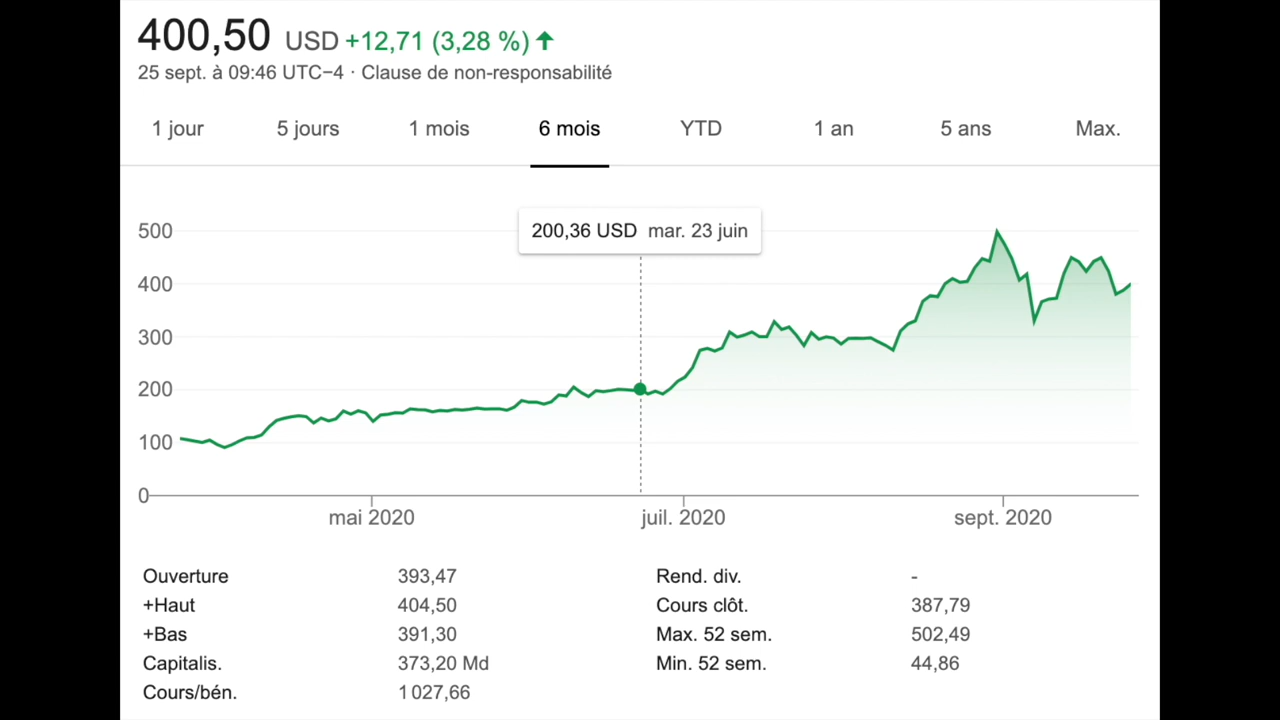 400,50 USD +12,71 (3,28 %) ↑
25 sept. à 09:46 UTC−4 · Clause de non-responsabilité
1 jour 5 jours 1 mois 6 mois YTD 1 an 5 ans Max.
200,36 USD mar. 23 juin
500
400
300
200
100
0
mai 2020 juil. 2020 sept. 2020
Ouverture 393,47 Rend. div. -
+Haut 404,50 Cours clôt. 387,79
+Bas 391,30 Max. 52 sem. 502,49
Capitalis. 373,20 Md Min. 52 sem. 44,86
Cours/bén. 1 027,66